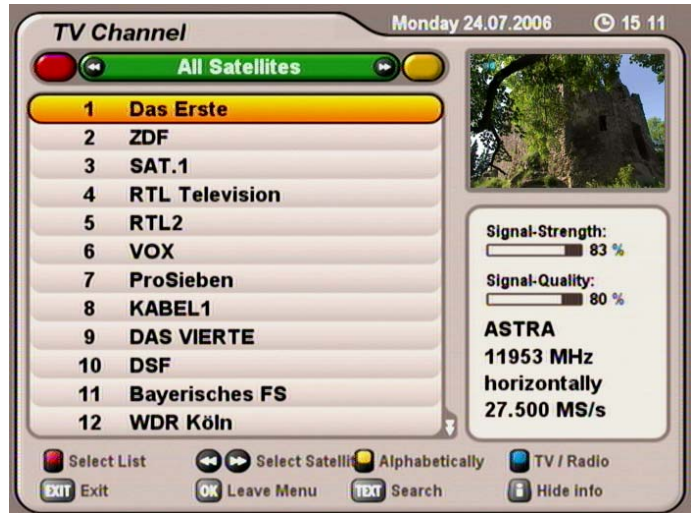 TV Channel
Monday 24.07.2006 15 11
All Satellites
1 Das Erste
2 ZDF
3 SAT.1
4 RTL Television
5 RTL2
6 VOX
7 ProSieben
8 KABEL1
9 DAS VIERTE
10 DSF
11 Bayerisches FS
12 WDR Köln
Signal-Strength:
83 %
Signal-Quality:
80 %
ASTRA
11953 MHz
horizontally
27.500 MS/s
Select List Select Satellit Alphabetically TV / Radio
EXIT Exit OK Leave Menu TEXT Search i Hide info